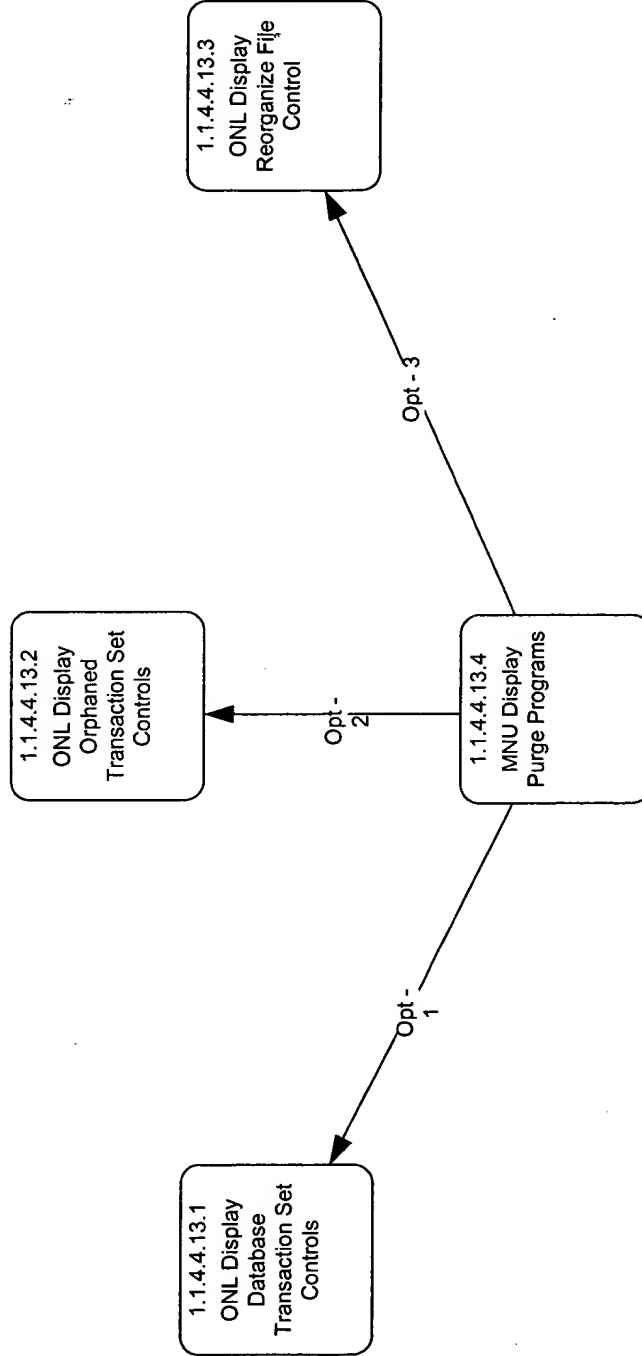 1.1.4.4.13.1
ONL Display
Database
Transaction Set
Controls
1.1.4.4.13.2
ONL Display
Orphaned
Transaction Set
Controls
1.1.4.4.13.3
ONL Display
Reorganize File
Control
Opt -
1
Opt -
2
Opt - 3
1.1.4.4.13.4
MNU Display
Purge Programs